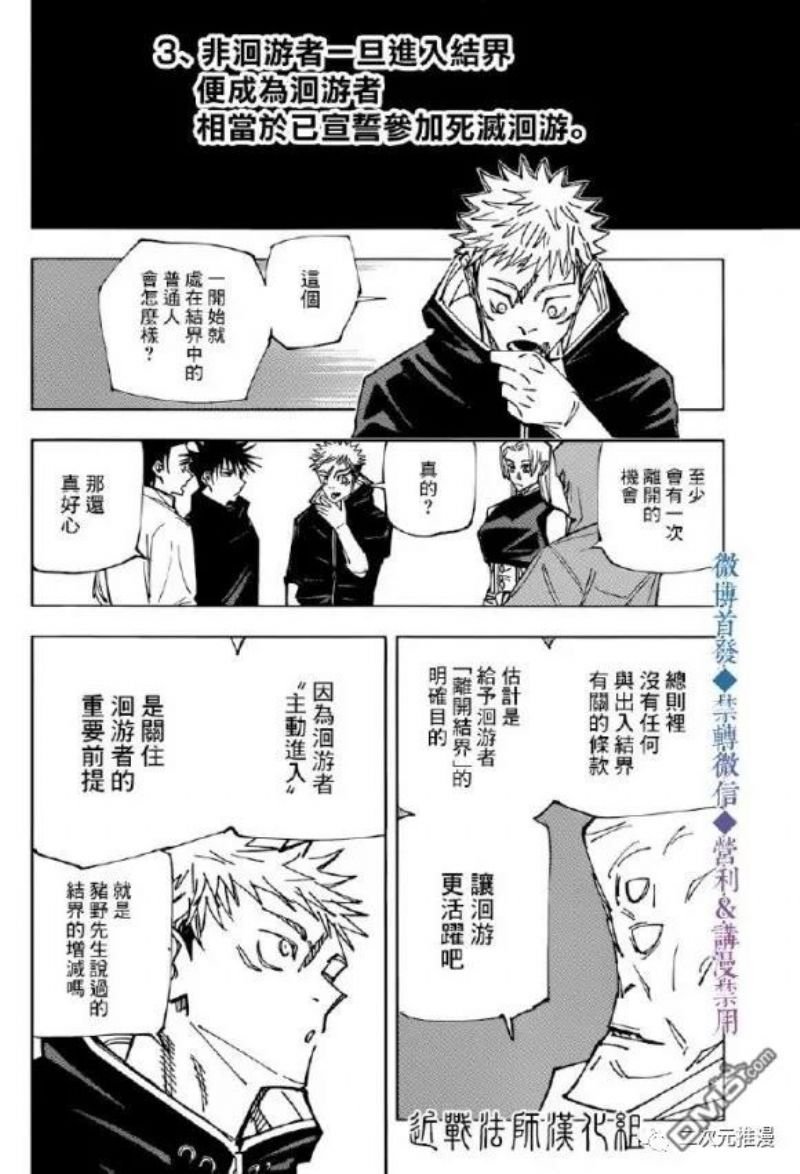 3、非洄游者一旦進入結界
便成為洄游者
相當於已宣誓參加死滅洄游。
這個
一開始就
處在結界中的
普通人
會怎麼樣？
至少
會有一次
離開的
機會
真的？
那還
真好心
總則裡
沒有任何
與出入結界
有關的條款
估計是
給予洄游者
「離開結界」的
明確目的
讓洄游
更活躍吧
因為洄游者
“主動進入”
是關住
洄游者的
重要前提
就是
豬野先生說過的
結界的增減嗎
微博首發◆禁轉微信◆營利&講漫禁用
近戰法師漢化組
DM5.com
二次元推漫